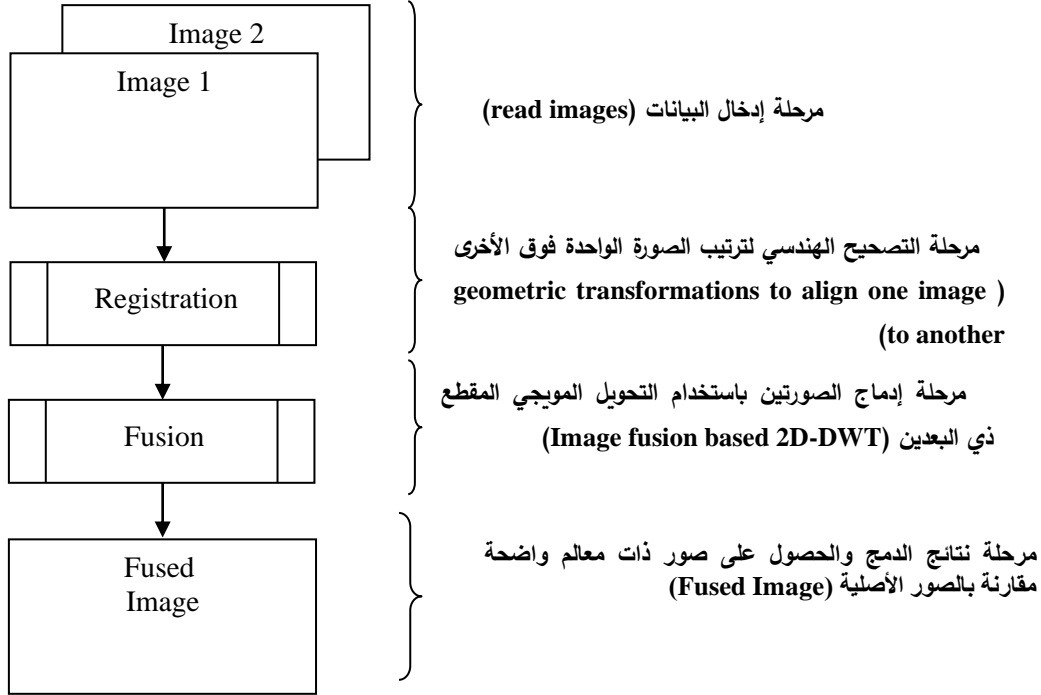 Image 2
Image 1
مرحلة إدخال البيانات (read images)
Registration
مرحلة التصحيح الهندسي لترتيب الصورة الواحدة فوق الأخرى
geometric transformations to align one image )
(to another
Fusion
مرحلة إدماج الصورتين باستخدام التحويل المويجي المقطع
ذي البعدين (Image fusion based 2D-DWT)
Fused
Image
مرحلة نتائج الدمج والحصول على صور ذات معالم واضحة
مقارنة بالصور الأصلية (Fused Image)